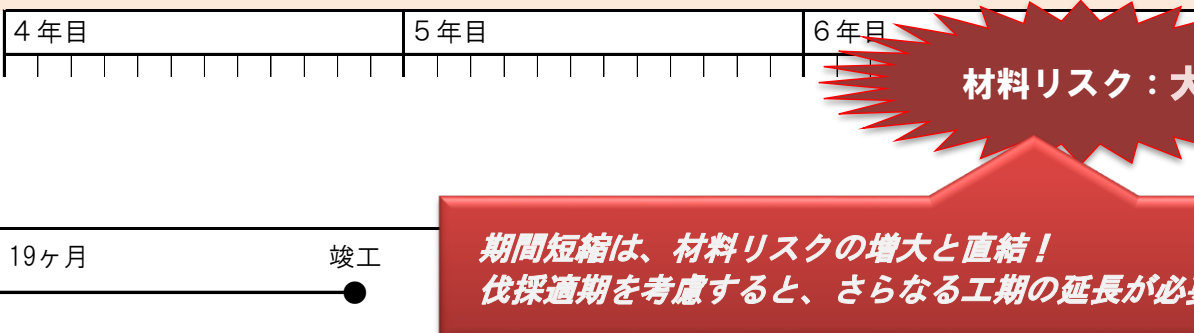 ４年目
５年目
６年目
材料リスク：大
19ヶ月
竣工
期間短縮は、材料リスクの増大と直結！
伐採適期を考慮すると、さらなる工期の延長が必